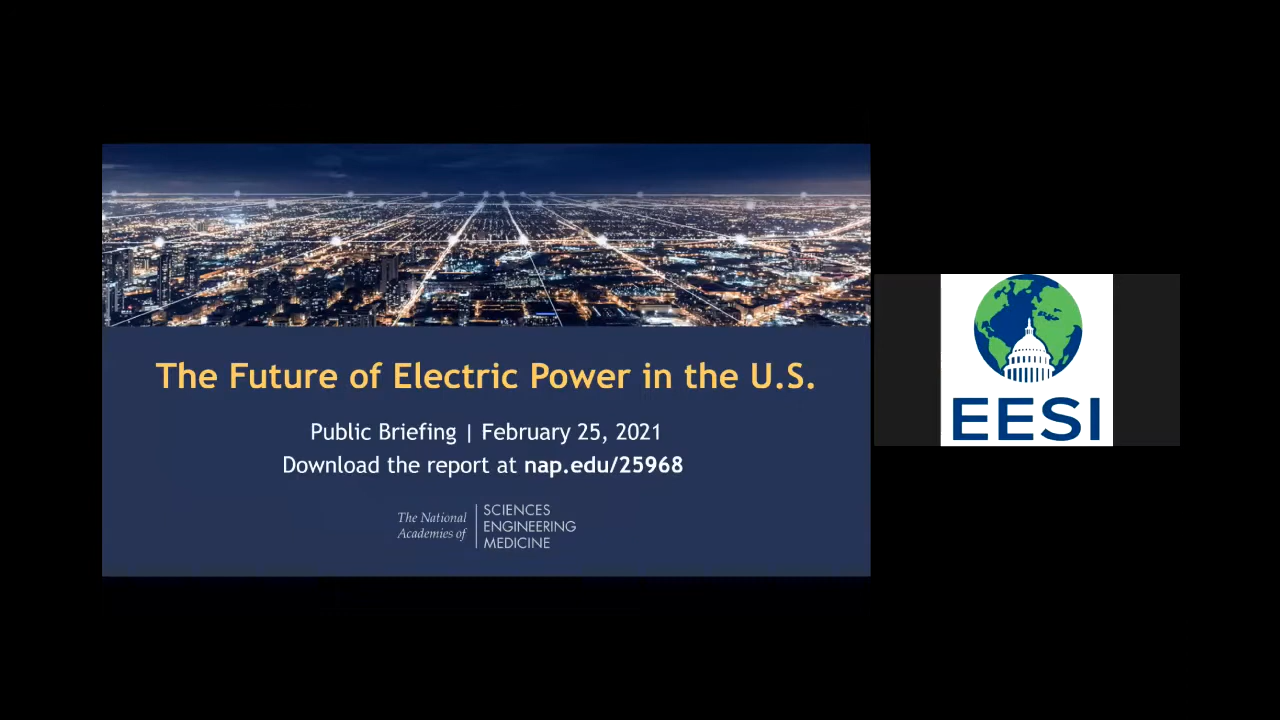 The Future of Electric Power in the U.S.
Public Briefing | February 25, 2021
Download the report at nap.edu/25968
The National
Academies of
SCIENCES
ENGINEERING
MEDICINE
EESI